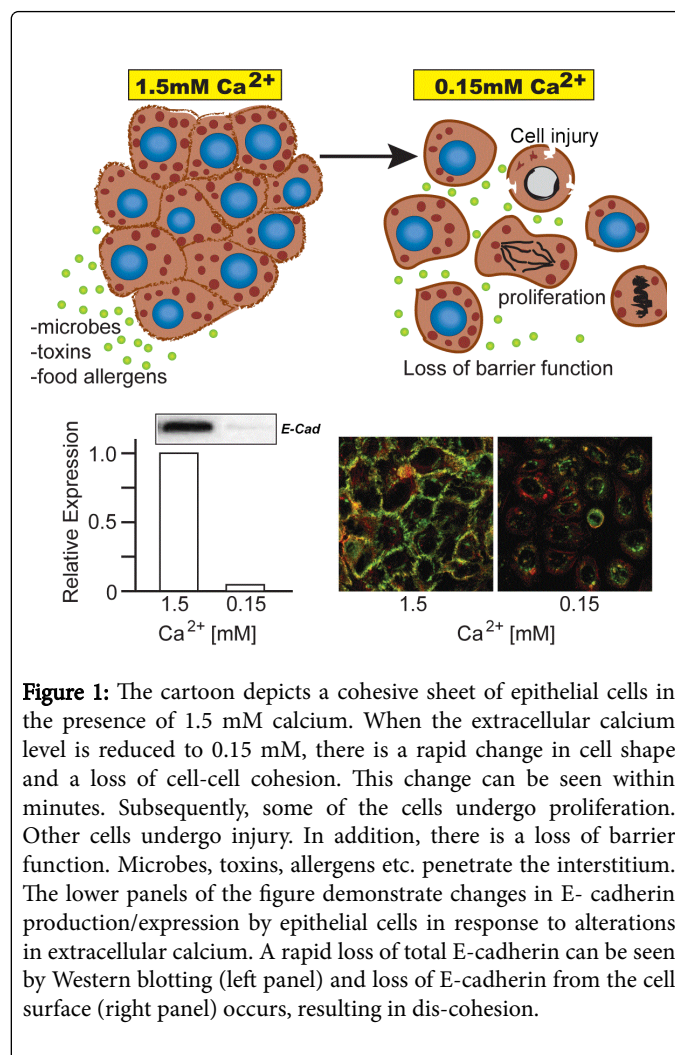 1.5mM Ca²⁺
0.15mM Ca²⁺
Cell injury
-microbes
-toxins
-food allergens
proliferation
Loss of barrier function
E-Cad
Relative Expression
1.0
0.5
0
1.5
0.15
Ca²⁺ [mM]
1.5
0.15
Ca²⁺ [mM]
Figure 1: The cartoon depicts a cohesive sheet of epithelial cells in
the presence of 1.5 mM calcium. When the extracellular calcium
level is reduced to 0.15 mM, there is a rapid change in cell shape
and a loss of cell-cell cohesion. This change can be seen within
minutes. Subsequently, some of the cells undergo proliferation.
Other cells undergo injury. In addition, there is a loss of barrier
function. Microbes, toxins, allergens etc. penetrate the interstitium.
The lower panels of the figure demonstrate changes in E- cadherin
production/expression by epithelial cells in response to alterations
in extracellular calcium. A rapid loss of total E-cadherin can be seen
by Western blotting (left panel) and loss of E-cadherin from the cell
surface (right panel) occurs, resulting in dis-cohesion.